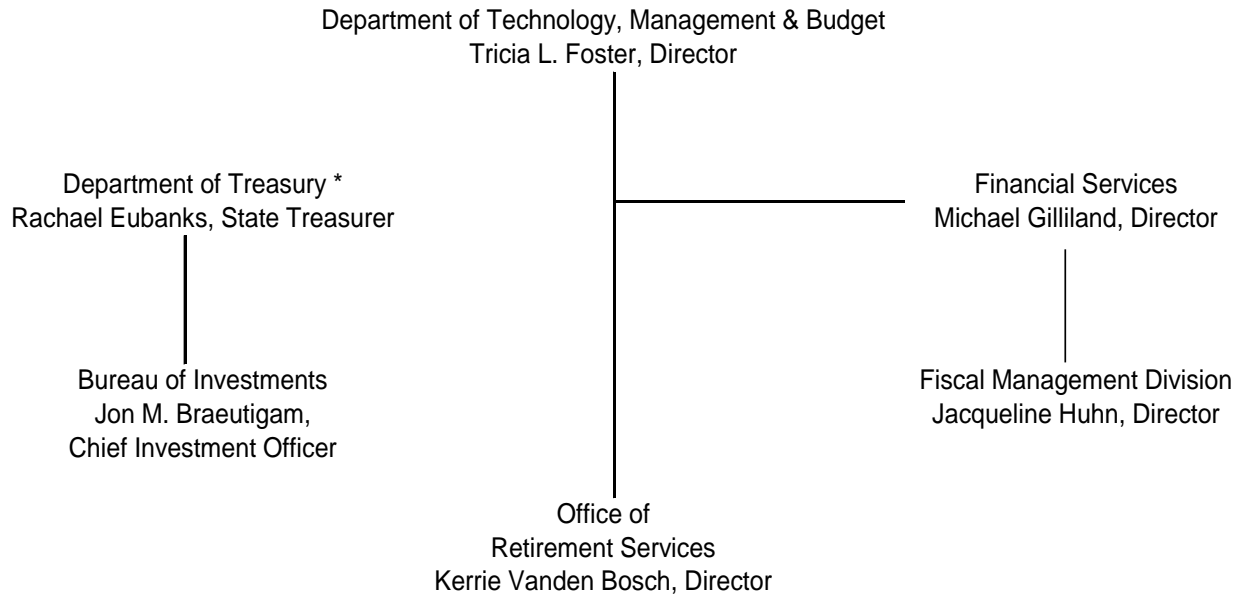 Department of Technology, Management & Budget
Tricia L. Foster, Director
Department of Treasury *
Rachael Eubanks, State Treasurer
Financial Services
Michael Gilliland, Director
Bureau of Investments
Jon M. Braeutigam,
Chief Investment Officer
Fiscal Management Division
Jacqueline Huhn, Director
Office of
Retirement Services
Kerrie Vanden Bosch, Director